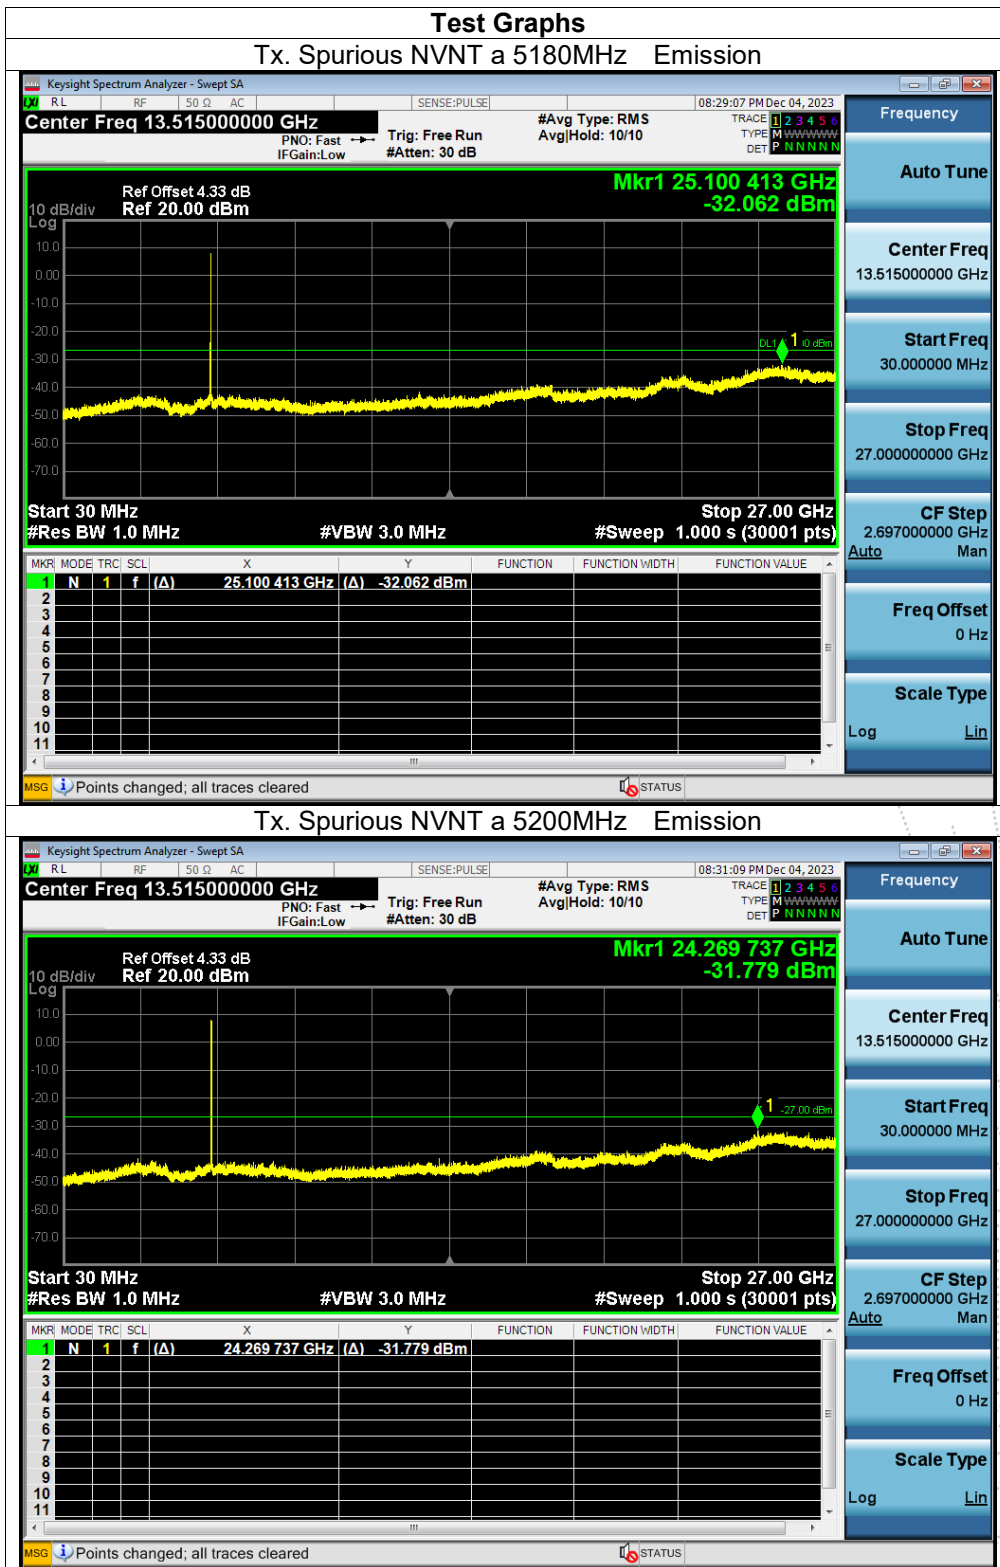 Test Graphs
Tx. Spurious NVNT a 5180MHz Emission
Keysight Spectrum Analyzer - Swept SA
LXI RL RF 50 Ω AC SENSE:PULSE 08:29:07 PM Dec 04, 2023
Center Freq 13.515000000 GHz #Avg Type: RMS TRACE 1 2 3 4 5 6
PNO: Fast Trig: Free Run Avg|Hold: 10/10 TYPE M WWWWW
IFGain:Low #Atten: 30 dB DET P N N N N N
Frequency
Auto Tune
Mkr1 25.100 413 GHz
Ref Offset 4.33 dB
10 dB/div Ref 20.00 dBm -32.062 dBm
Log
10.0
0.00
-10.0
-20.0
-30.0
-40.0
-50.0
-60.0
-70.0
1
Center Freq
13.515000000 GHz
Start Freq
30.000000 MHz
Stop Freq
27.000000000 GHz
Start 30 MHz Stop 27.00 GHz
#Res BW 1.0 MHz #VBW 3.0 MHz #Sweep 1.000 s (30001 pts)
CF Step
2.697000000 GHz
Auto Man
MKR MODE TRC SCL X Y FUNCTION FUNCTION WIDTH FUNCTION VALUE
1 N 1 f (Δ) 25.100 413 GHz (Δ) -32.062 dBm
2
3
4
5
6
7
8
9
10
11
Freq Offset
0 Hz
Scale Type
Log Lin
MSG Points changed; all traces cleared STATUS
Tx. Spurious NVNT a 5200MHz Emission
Keysight Spectrum Analyzer - Swept SA
LXI RL RF 50 Ω AC SENSE:PULSE 08:31:09 PM Dec 04, 2023
Center Freq 13.515000000 GHz #Avg Type: RMS TRACE 1 2 3 4 5 6
PNO: Fast Trig: Free Run Avg|Hold: 10/10 TYPE M WWWWW
IFGain:Low #Atten: 30 dB DET P N N N N N
Frequency
Auto Tune
Mkr1 24.269 737 GHz
Ref Offset 4.33 dB
10 dB/div Ref 20.00 dBm -31.779 dBm
Log
10.0
0.00
-10.0
-20.0
-30.0
-40.0
-50.0
-60.0
-70.0
1 -27.00 dBm
Center Freq
13.515000000 GHz
Start Freq
30.000000 MHz
Stop Freq
27.000000000 GHz
Start 30 MHz Stop 27.00 GHz
#Res BW 1.0 MHz #VBW 3.0 MHz #Sweep 1.000 s (30001 pts)
CF Step
2.697000000 GHz
Auto Man
MKR MODE TRC SCL X Y FUNCTION FUNCTION WIDTH FUNCTION VALUE
1 N 1 f (Δ) 24.269 737 GHz (Δ) -31.779 dBm
2
3
4
5
6
7
8
9
10
11
Freq Offset
0 Hz
Scale Type
Log Lin
MSG Points changed; all traces cleared STATUS